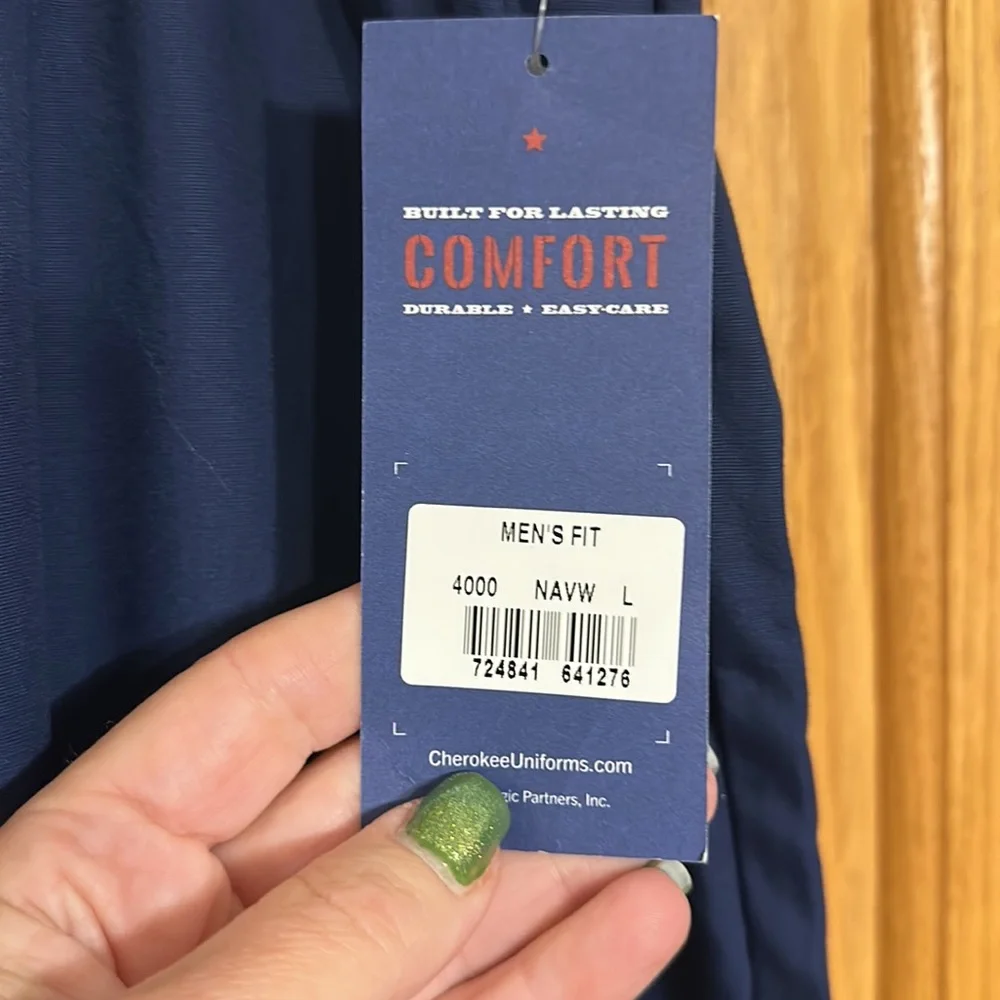 BUILT FOR LASTING
COMFORT
DURABLE ★ EASY-CARE
MEN'S FIT
4000 NAVW L
724841 641276
CherokeeUniforms.com
Partners, Inc.